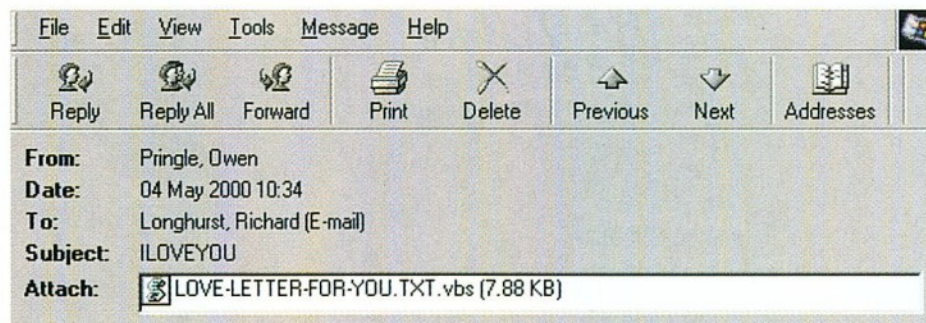 File Edit View Tools Message Help
Reply Reply All Forward Print Delete Previous Next Addresses
From: Pringle, Owen
Date: 04 May 2000 10:34
To: Longhurst, Richard (E-mail)
Subject: ILOVEYOU
Attach: LOVE-LETTER-FOR-YOU.TXT.vbs (7.88 KB)